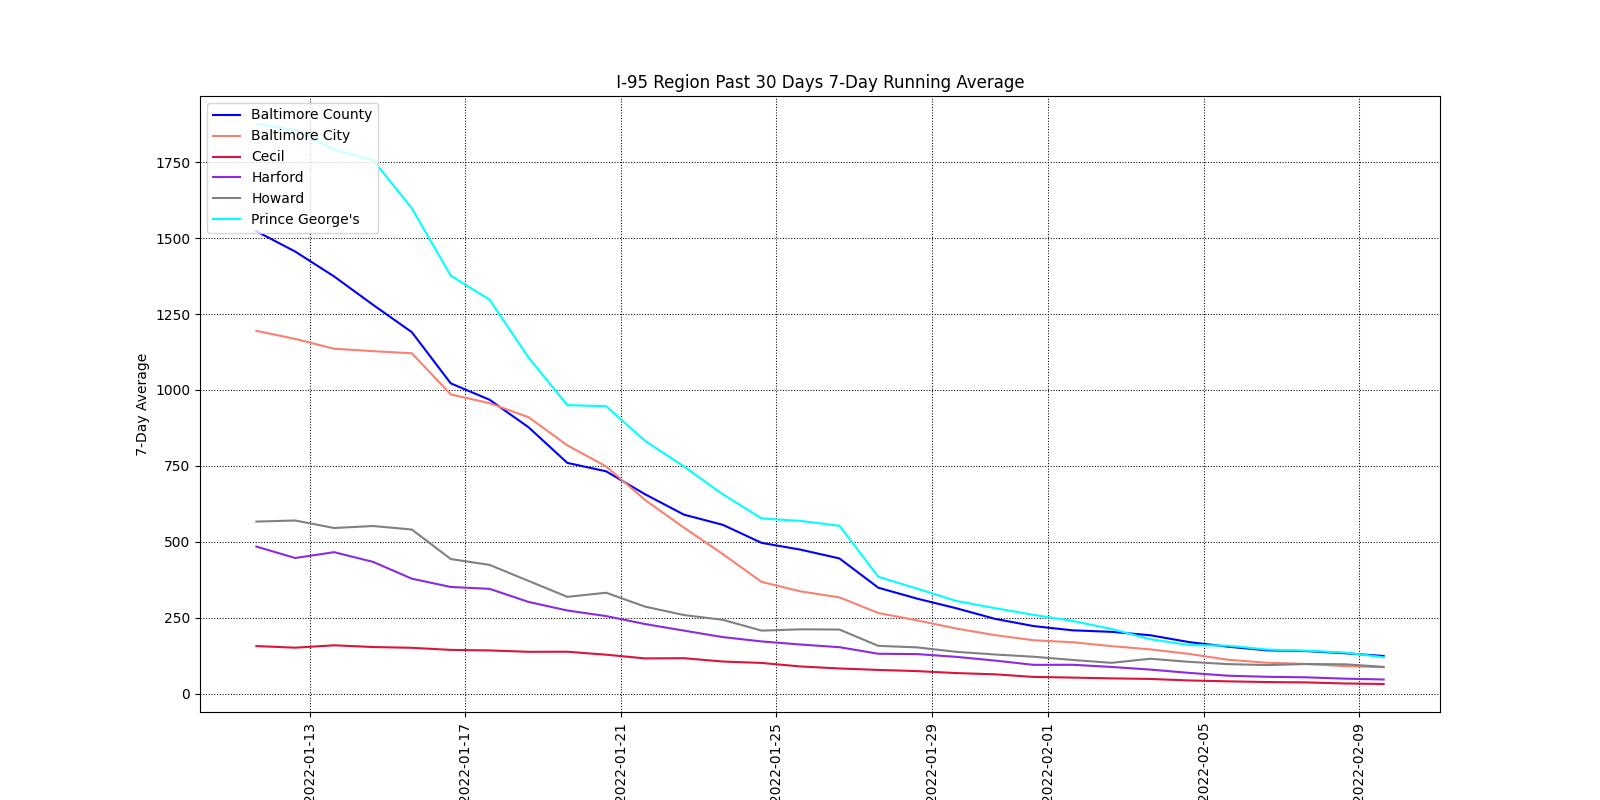 I-95 Region Past 30 Days 7-Day Running Average
Baltimore County
Baltimore City
Cecil
Harford
Howard
Prince George's
7-Day Average
1750
1500
1250
1000
750
500
250
0
2022-01-13
2022-01-17
2022-01-21
2022-01-25
2022-01-29
2022-02-01
2022-02-05
2022-02-09